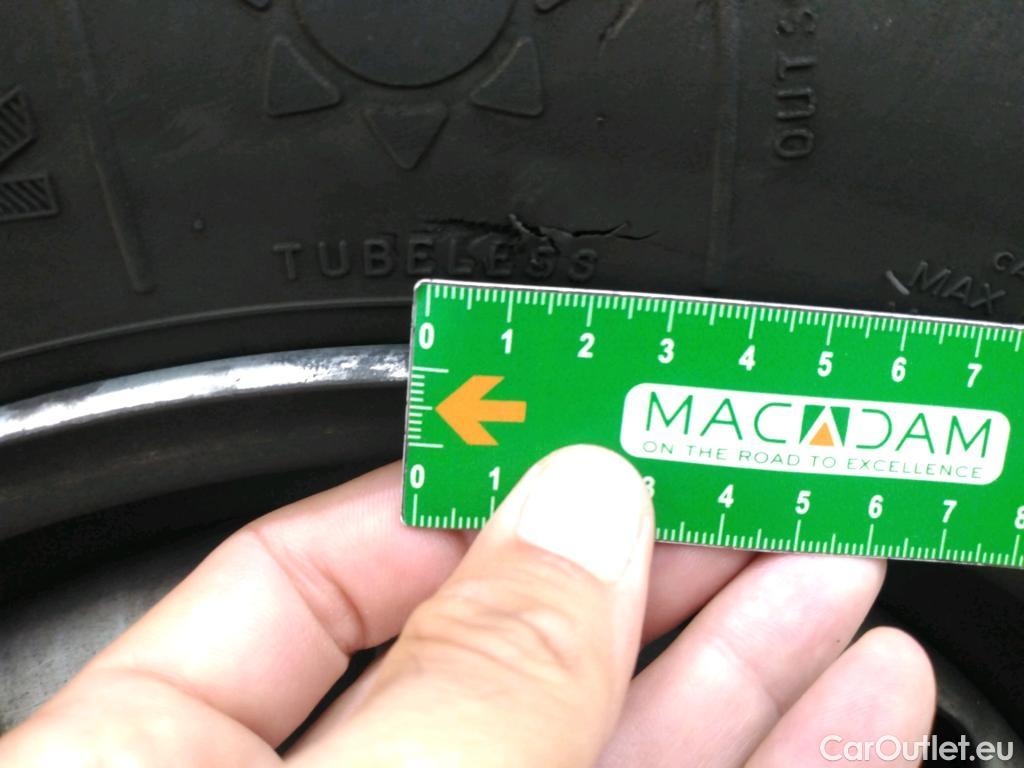 OUTS
TUBELESS
MAX
0 1 2 3 4 5 6 7
MACADAM
ON THE ROAD TO EXCELLENCE
0 1 3 4 5 6 7 8
CarOutlet.eu